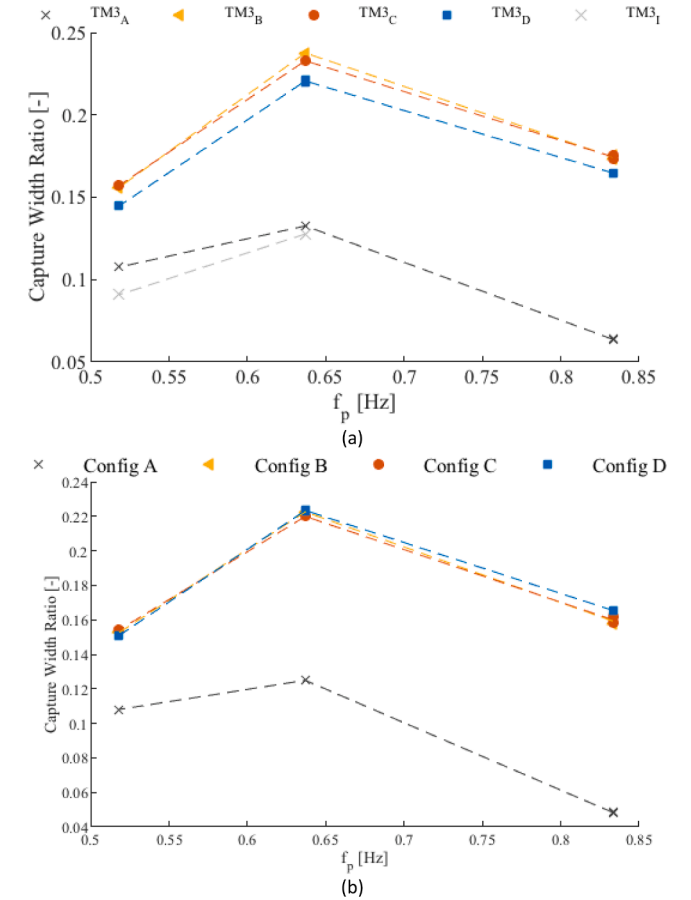 TM3A TM3B TM3C TM3D TM3I
0.25
0.2
0.15
0.1
0.05
Capture Width Ratio [-]
0.5 0.55 0.6 0.65 0.7 0.75 0.8 0.85
fp [Hz]
(a)
Config A Config B Config C Config D
0.24
0.22
0.2
0.18
0.16
0.14
0.12
0.1
0.08
0.06
0.04
Capture Width Ratio [-]
0.5 0.55 0.6 0.65 0.7 0.75 0.8 0.85
fp [Hz]
(b)